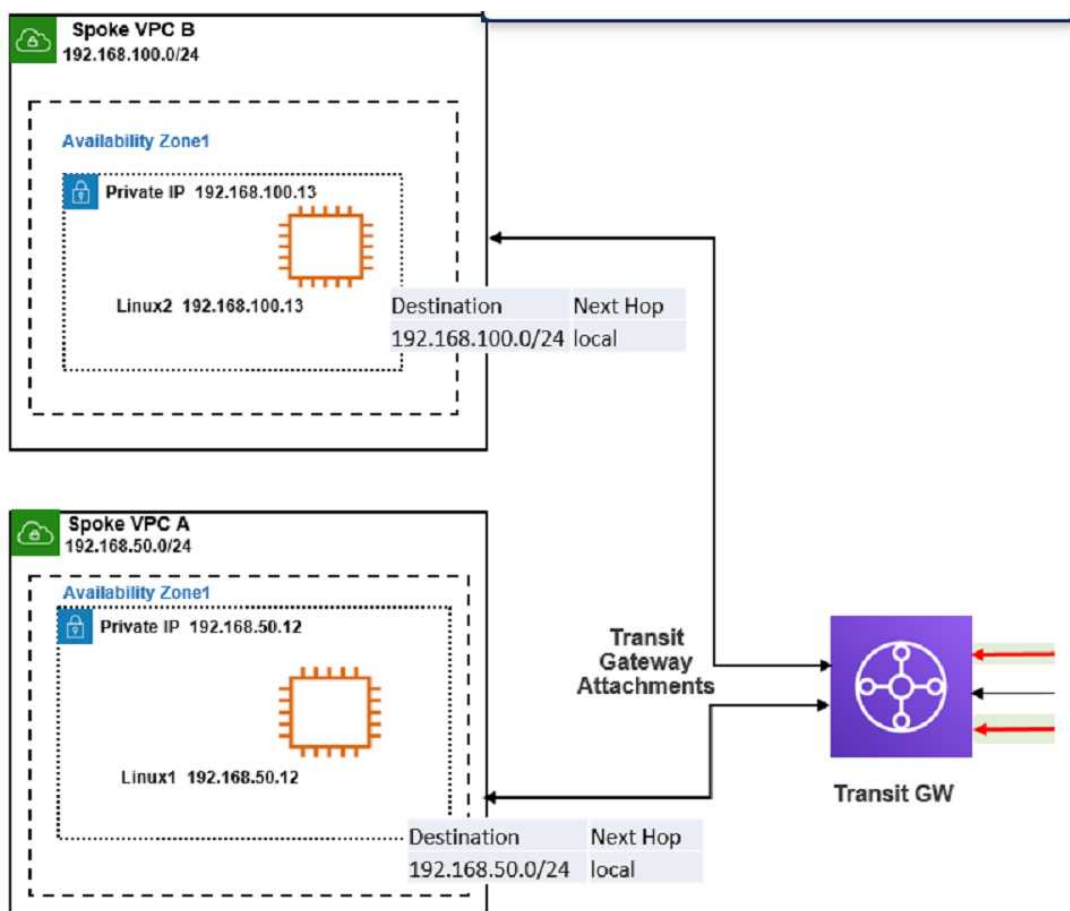 Spoke VPC B
192.168.100.0/24
Availability Zone1
Private IP 192.168.100.13
Linux2 192.168.100.13
Destination Next Hop
192.168.100.0/24 local
Spoke VPC A
192.168.50.0/24
Availability Zone1
Private IP 192.168.50.12
Linux1 192.168.50.12
Destination Next Hop
192.168.50.0/24 local
Transit
Gateway
Attachments
Transit GW